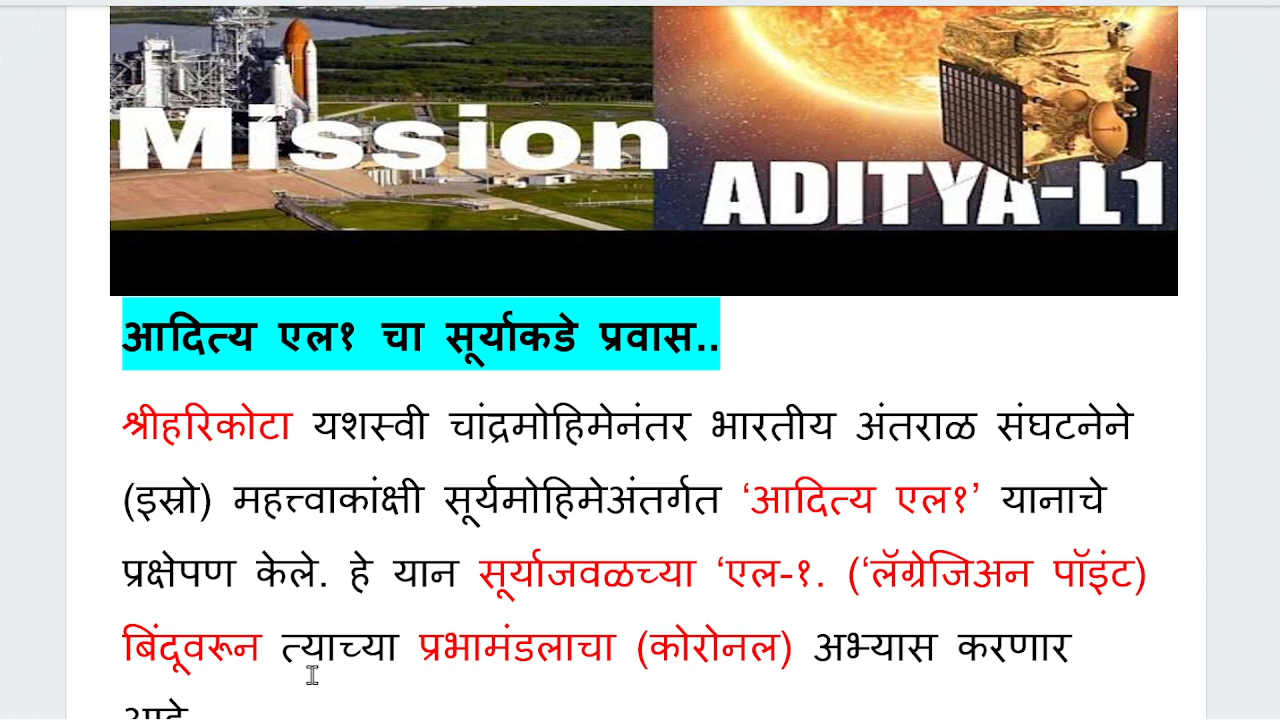 Mission
ADITYA-L1
आदित्य एल१ चा सूर्याकडे प्रवास..
श्रीहरिकोटा यशस्वी चांद्रमोहिमेनंतर भारतीय अंतराळ संघटनेने
(इस्रो) महत्त्वाकांक्षी सूर्यमोहिमेअंतर्गत ‘आदित्य एल१’ यानाचे
प्रक्षेपण केले. हे यान सूर्याजवळच्या ‘एल-१. (‘लॅग्रेजिअन पॉइंट)
बिंदूवरून त्याच्या प्रभामंडलाचा (कोरोनल) अभ्यास करणार
आहे